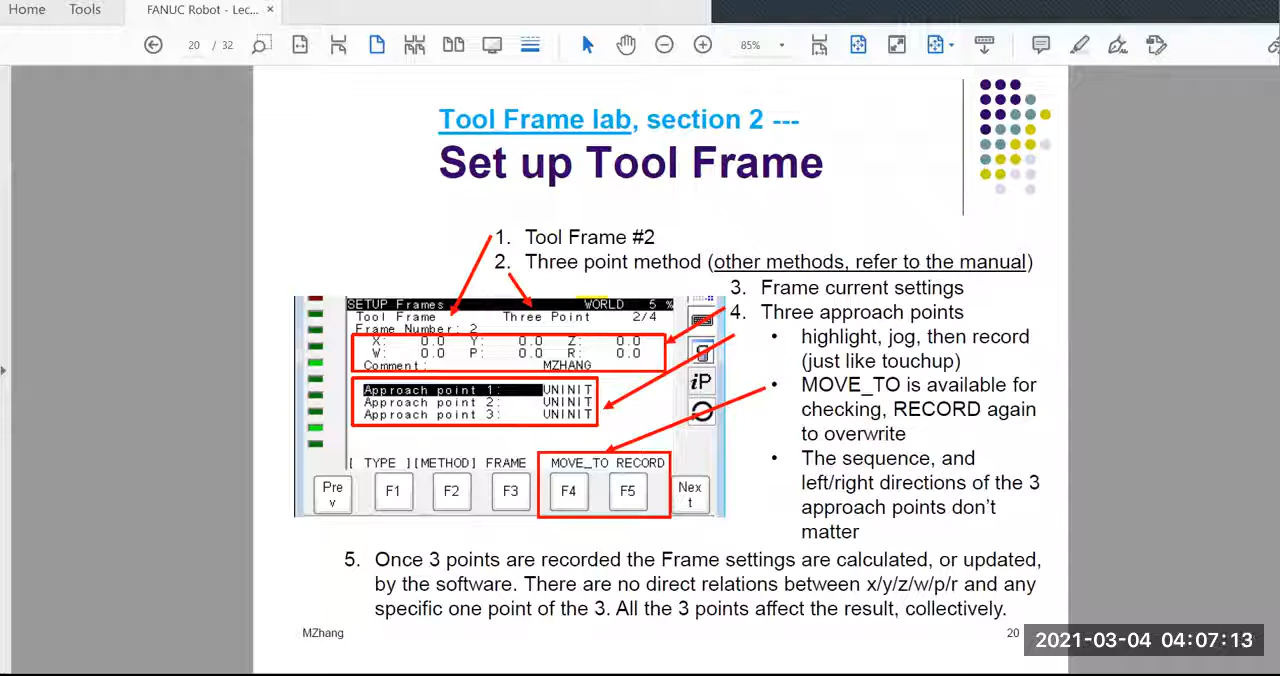 Home Tools FANUC Robot - Lec... ×
20 / 32 85%
Tool Frame lab, section 2 ---
Set up Tool Frame
1. Tool Frame #2
2. Three point method (other methods, refer to the manual)
3. Frame current settings
4. Three approach points
• highlight, jog, then record
(just like touchup)
• MOVE_TO is available for
checking, RECORD again
to overwrite
• The sequence, and
left/right directions of the 3
approach points don't
matter
SETUP Frames WORLD 5 %
Tool Frame Three Point 2/4
Frame Number: 2
X: 0.0 Y: 0.0 Z: 0.0
W: 0.0 P: 0.0 R: 0.0
Comment: MZHANG
Approach point 1: UNINIT
Approach point 2: UNINIT
Approach point 3: UNINIT
[ TYPE ][METHOD] FRAME MOVE_TO RECORD
Pre
v
F1 F2 F3 F4 F5
Nex
t
iP
5. Once 3 points are recorded the Frame settings are calculated, or updated,
by the software. There are no direct relations between x/y/z/w/p/r and any
specific one point of the 3. All the 3 points affect the result, collectively.
MZhang
20
2021-03-04 04:07:13